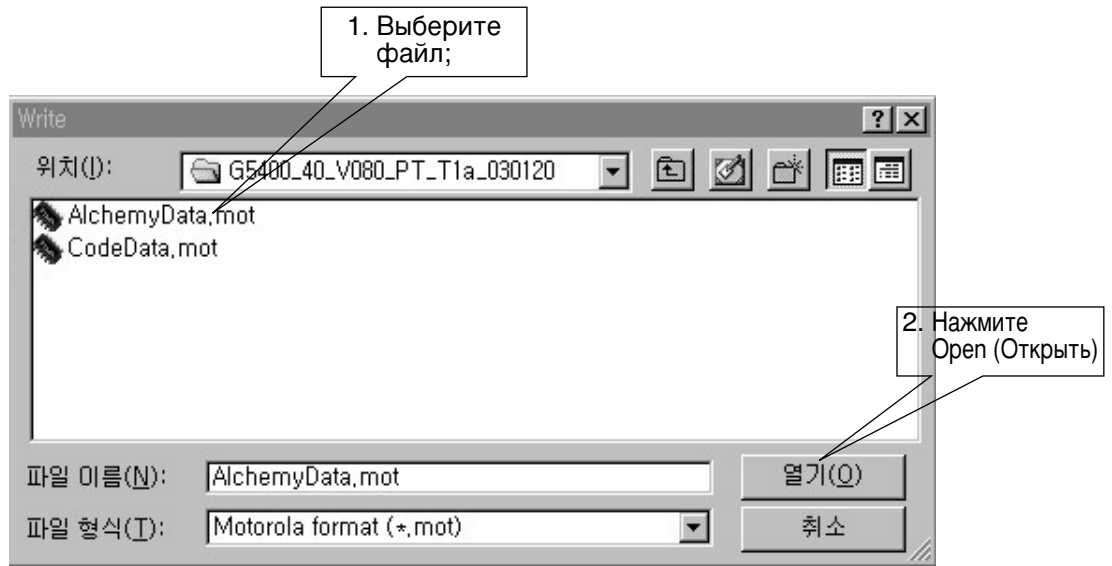 1. Выберите
файл;
Write
위치(I):
G5400_40_V080_PT_T1a_030120
AlchemyData.mot
CodeData.mot
2. Нажмите
Open (Открыть)
파일 이름(N):
AlchemyData.mot
열기(O)
파일 형식(T):
Motorola format (*.mot)
취소